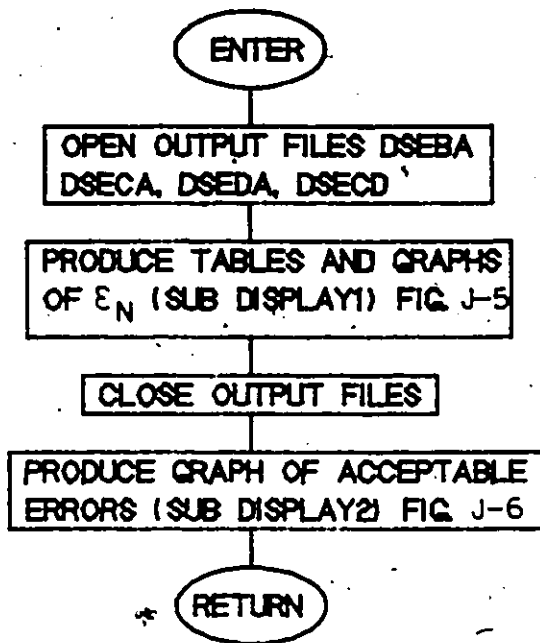 ENTER
OPEN OUTPUT FILES DSEBA
DSECA, DSEDA, DSECD
PRODUCE TABLES AND GRAPHS
OF εN (SUB DISPLAY1) FIG. J-5
CLOSE OUTPUT FILES
PRODUCE GRAPH OF ACCEPTABLE
ERRORS (SUB DISPLAY2) FIG. J-6
RETURN